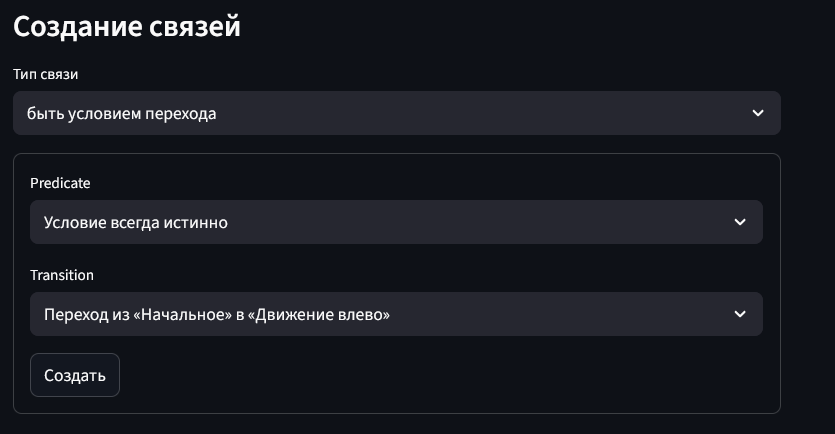 Создание связей
Тип связи
быть условием перехода
Predicate
Условие всегда истинно
Transition
Переход из «Начальное» в «Движение влево»
Создать